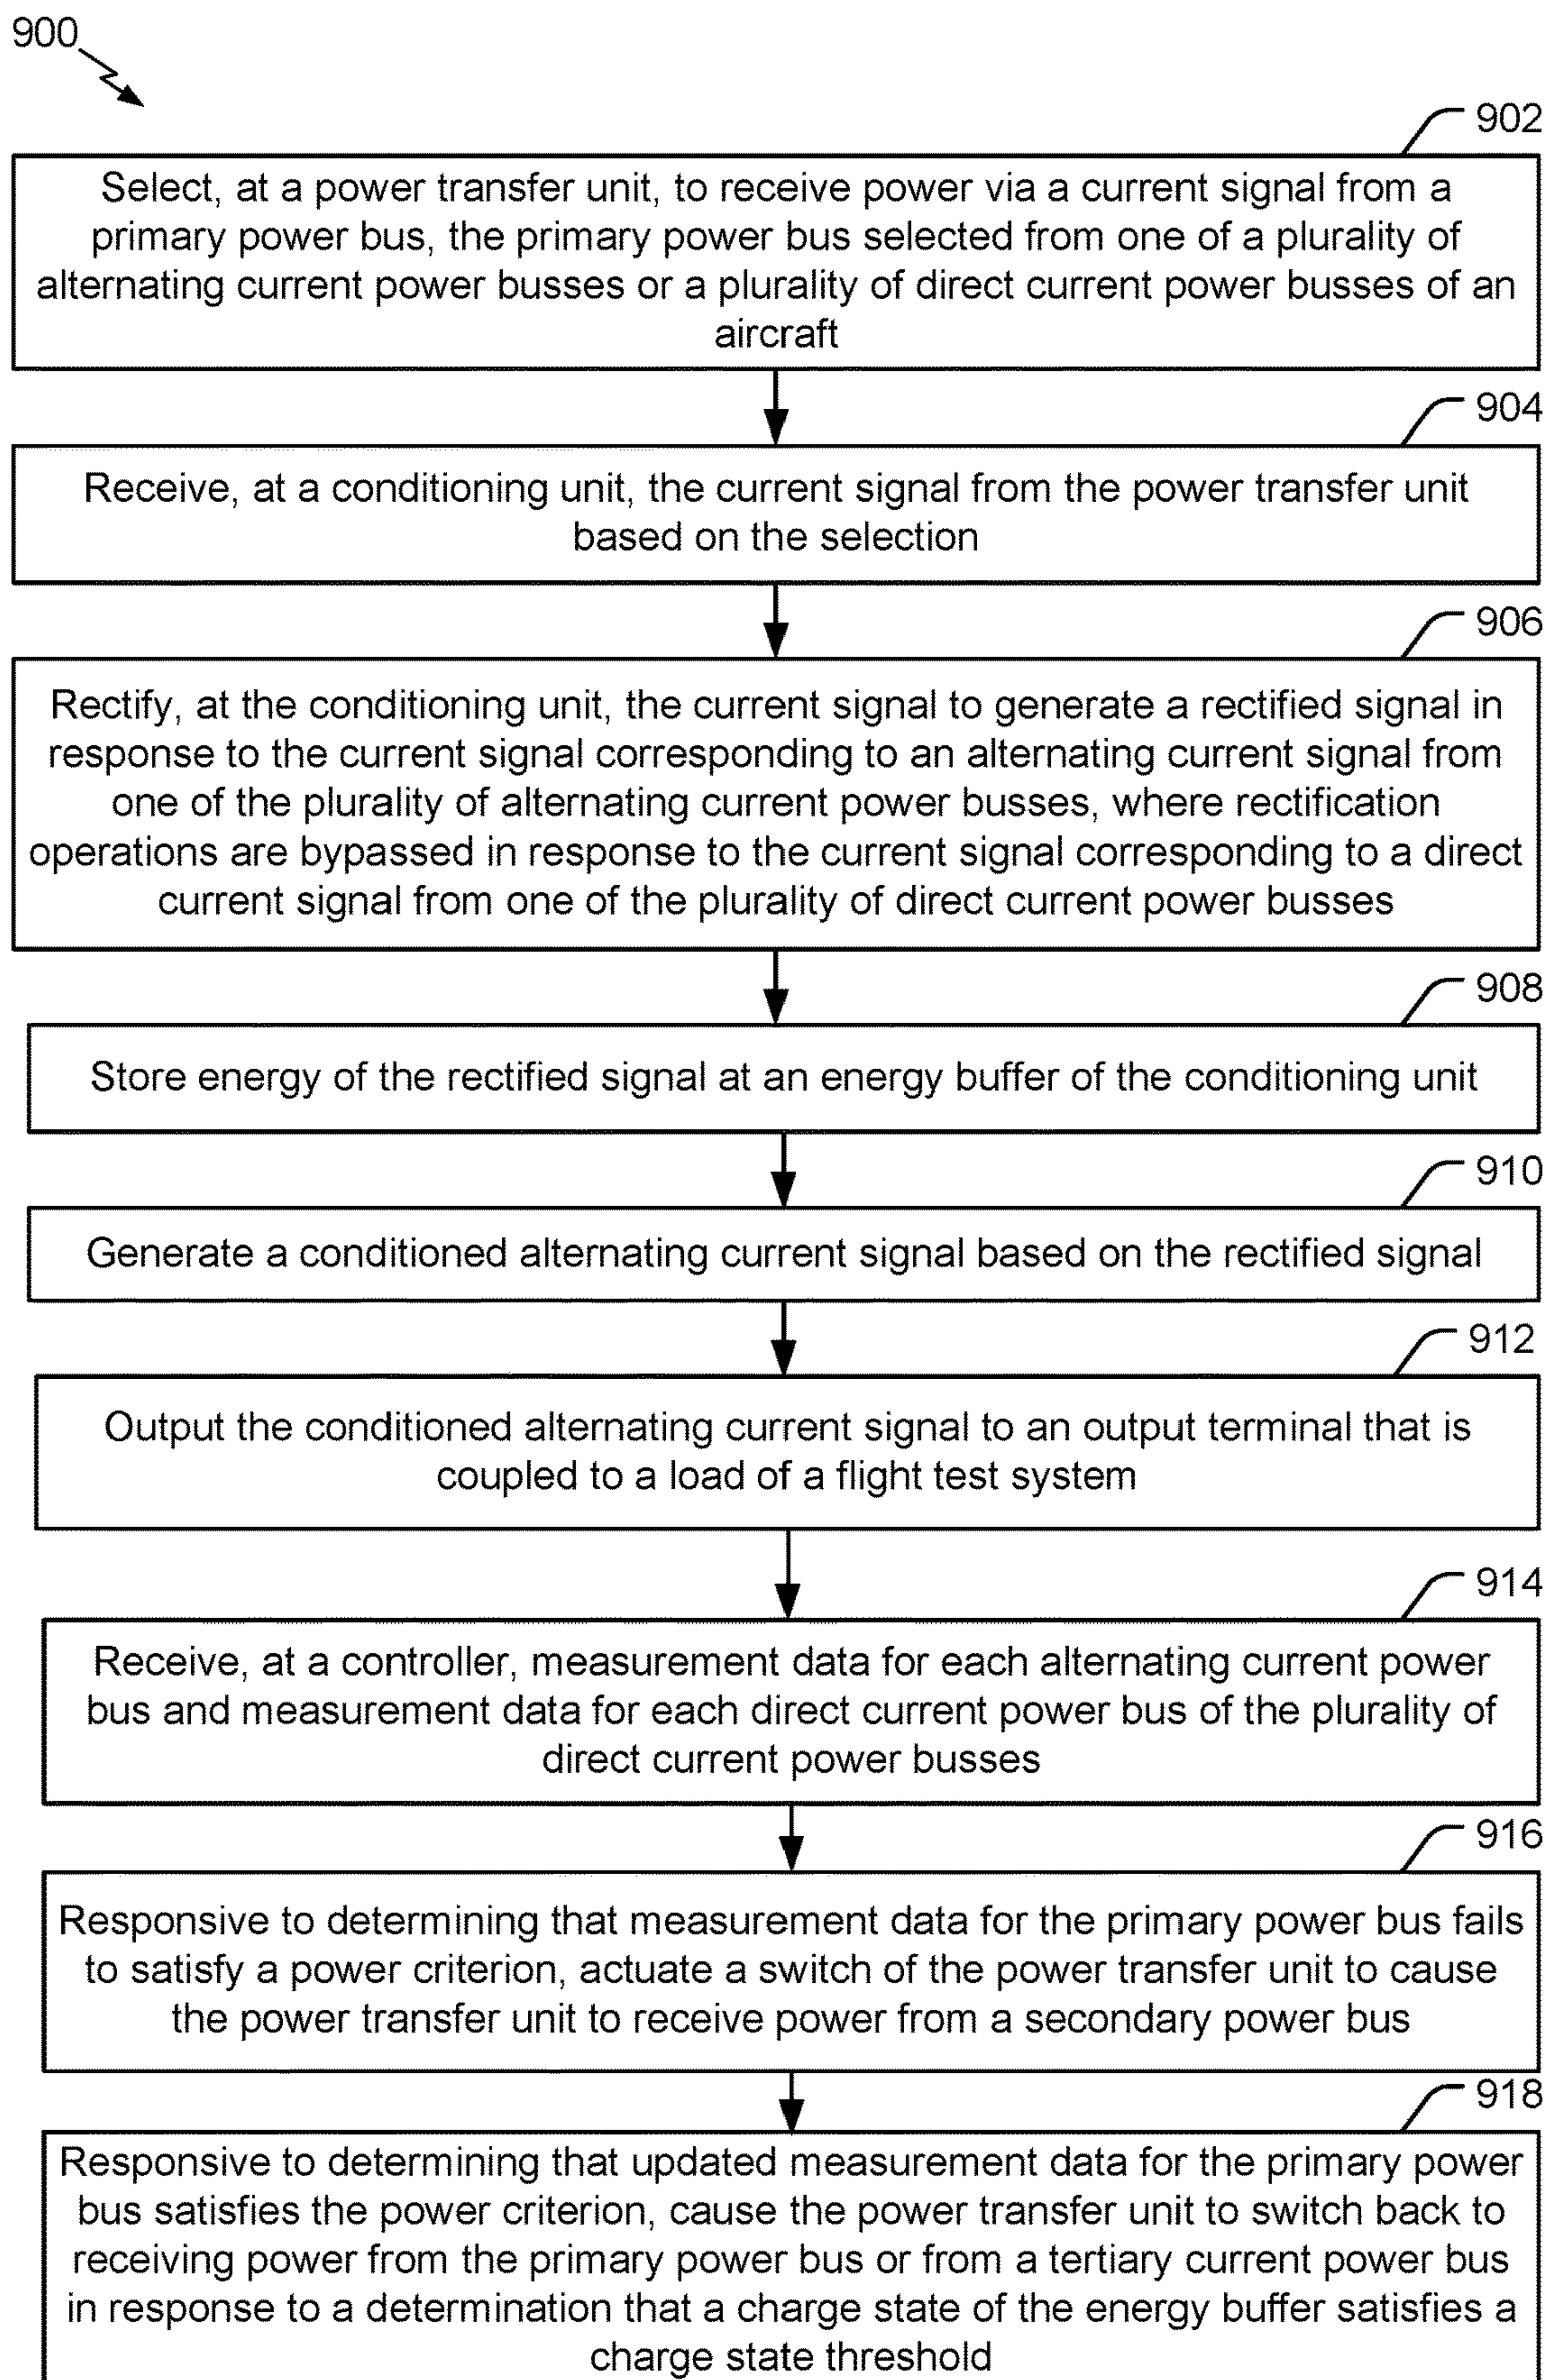 900
902
Select, at a power transfer unit, to receive power via a current signal from a
primary power bus, the primary power bus selected from one of a plurality of
alternating current power busses or a plurality of direct current power busses of an
aircraft
904
Receive, at a conditioning unit, the current signal from the power transfer unit
based on the selection
906
Rectify, at the conditioning unit, the current signal to generate a rectified signal in
response to the current signal corresponding to an alternating current signal from
one of the plurality of alternating current power busses, where rectification
operations are bypassed in response to the current signal corresponding to a direct
current signal from one of the plurality of direct current power busses
908
Store energy of the rectified signal at an energy buffer of the conditioning unit
910
Generate a conditioned alternating current signal based on the rectified signal
912
Output the conditioned alternating current signal to an output terminal that is
coupled to a load of a flight test system
914
Receive, at a controller, measurement data for each alternating current power
bus and measurement data for each direct current power bus of the plurality of
direct current power busses
916
Responsive to determining that measurement data for the primary power bus fails
to satisfy a power criterion, actuate a switch of the power transfer unit to cause
the power transfer unit to receive power from a secondary power bus
918
Responsive to determining that updated measurement data for the primary power
bus satisfies the power criterion, cause the power transfer unit to switch back to
receiving power from the primary power bus or from a tertiary current power bus
in response to a determination that a charge state of the energy buffer satisfies a
charge state threshold